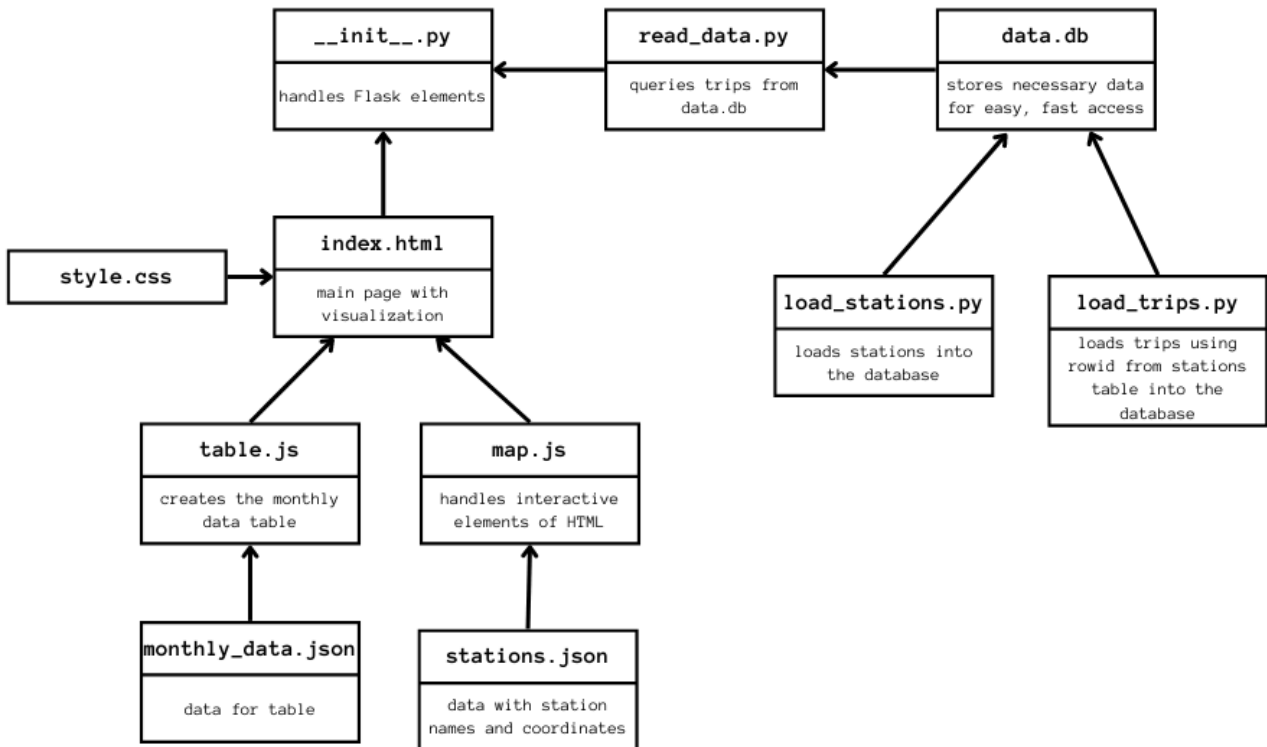 __init__.py
handles Flask elements
read_data.py
queries trips from
data.db
data.db
stores necessary data
for easy, fast access
style.css
index.html
main page with
visualization
load_stations.py
loads stations into
the database
load_trips.py
loads trips using
rowid from stations
table into the
database
table.js
creates the monthly
data table
map.js
handles interactive
elements of HTML
monthly_data.json
data for table
stations.json
data with station
names and coordinates